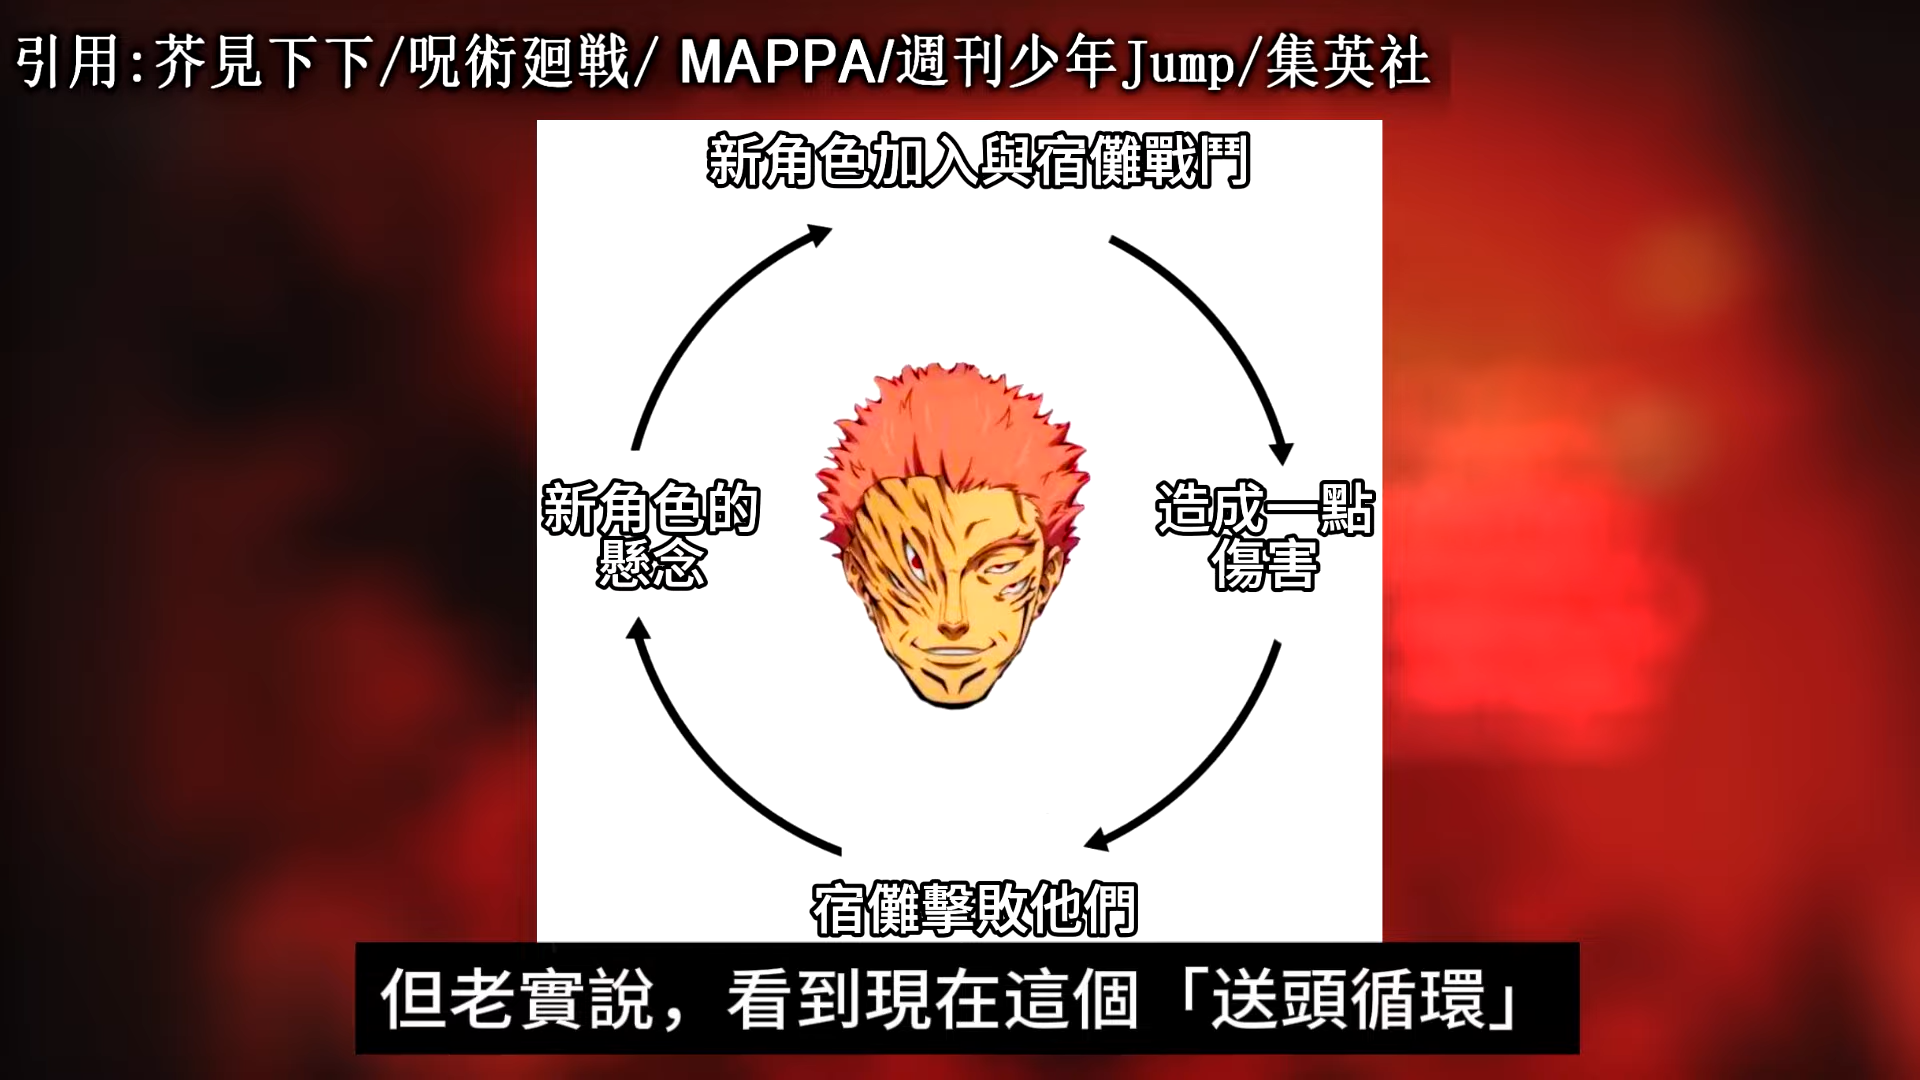 引用:芥見下下/呪術廻戦/ MAPPA/週刊少年Jump/集英社
新角色加入與宿儺戰鬥
新角色的
懸念
造成一點
傷害
宿儺擊敗他們
但老實說，看到現在這個「送頭循環」